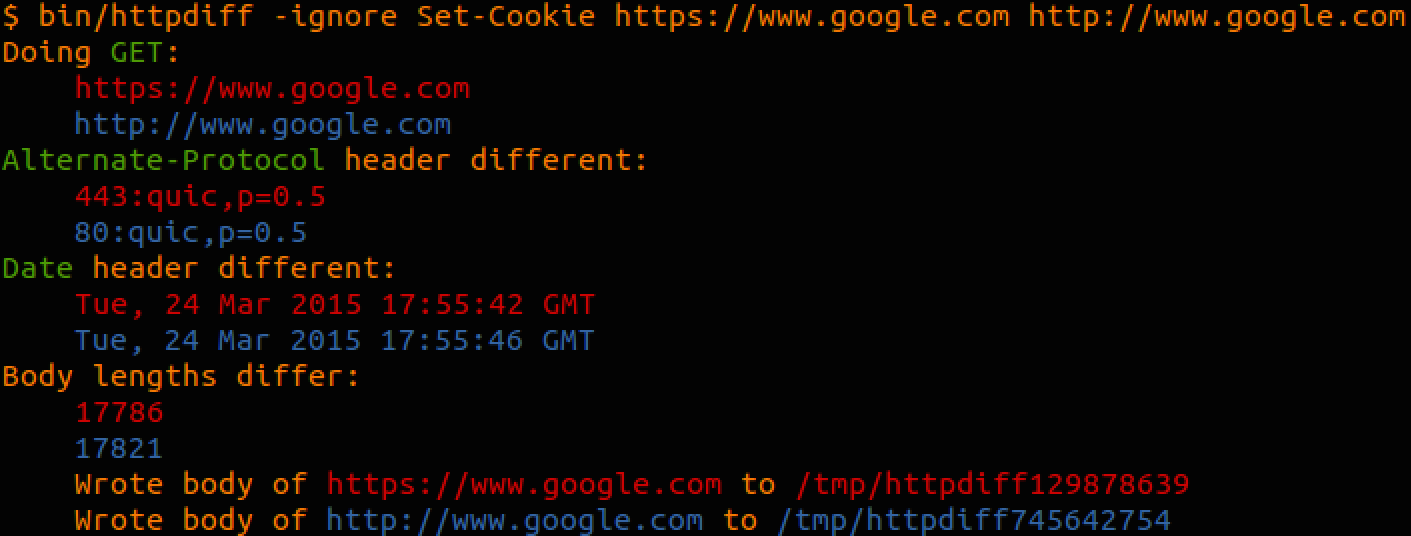 $ bin/httpdiff -ignore Set-Cookie https://www.google.com http://www.google.com
Doing GET:
https://www.google.com
http://www.google.com
Alternate-Protocol header different:
443:quic,p=0.5
80:quic,p=0.5
Date header different:
Tue, 24 Mar 2015 17:55:42 GMT
Tue, 24 Mar 2015 17:55:46 GMT
Body lengths differ:
17786
17821
Wrote body of https://www.google.com to /tmp/httpdiff129878639
Wrote body of http://www.google.com to /tmp/httpdiff745642754